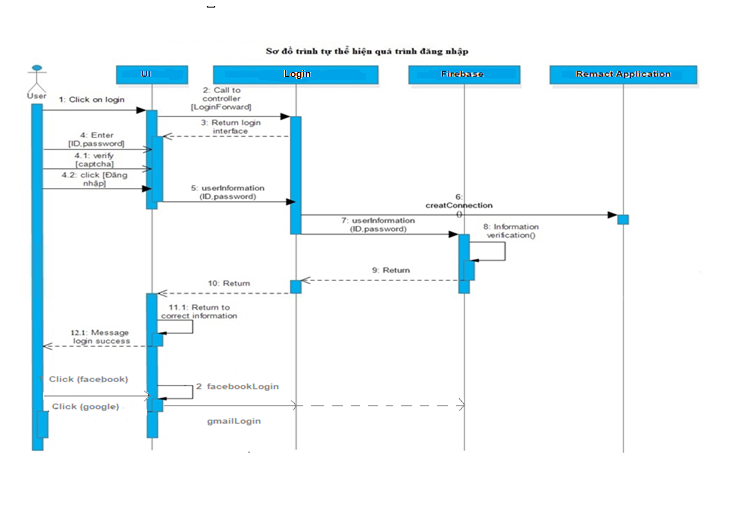 Sơ đồ trình tự thể hiện quá trình đăng nhập
UI
Login
Firebase
Remact Application
User
1: Click on login
2: Call to
controller
[LoginForward]
3: Return login
interface
4: Enter
[ID,password]
4.1: verify
[captcha]
4.2: click [Đăng
nhập]
5: userInformation
(ID,password)
6:
creatConnection
()
7: userInformation
(ID,password)
8: Information
verification()
9: Return
10: Return
11.1: Return to
correct information
12.1: Message
login success
Click (facebook)
2 facebookLogin
Click (google)
gmailLogin